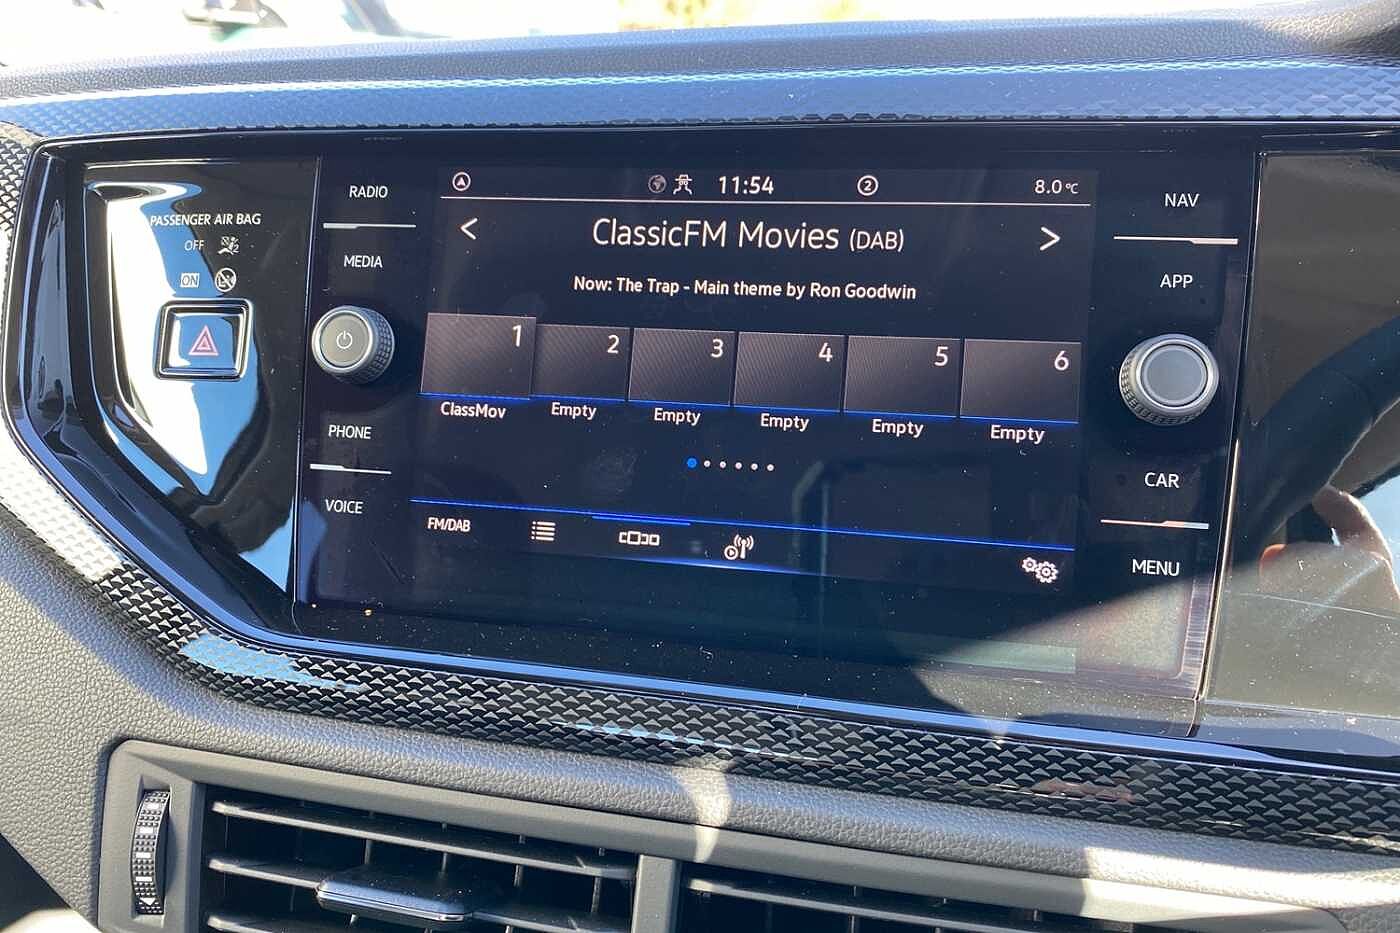 PASSENGER AIR BAG
OFF
ON
RADIO
MEDIA
PHONE
VOICE
11:54
2
8.0°C
< ClassicFM Movies (DAB) >
Now: The Trap - Main theme by Ron Goodwin
1 2 3 4 5 6
ClassMov Empty Empty Empty Empty Empty
FM/DAB
NAV
APP
CAR
MENU